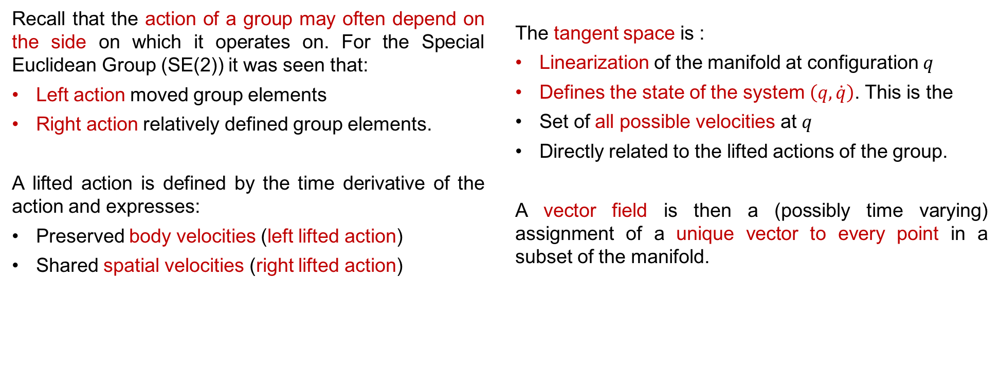 Recall that the action of a group may often depend on
the side on which it operates on. For the Special
Euclidean Group (SE(2)) it was seen that:
• Left action moved group elements
• Right action relatively defined group elements.
A lifted action is defined by the time derivative of the
action and expresses:
• Preserved body velocities (left lifted action)
• Shared spatial velocities (right lifted action)
The tangent space is :
• Linearization of the manifold at configuration q
• Defines the state of the system (q, q̇). This is the
• Set of all possible velocities at q
• Directly related to the lifted actions of the group.
A vector field is then a (possibly time varying)
assignment of a unique vector to every point in a
subset of the manifold.